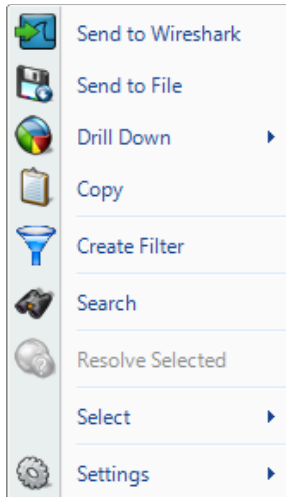 Send to Wireshark
Send to File
Drill Down
Copy
Create Filter
Search
Resolve Selected
Select
Settings